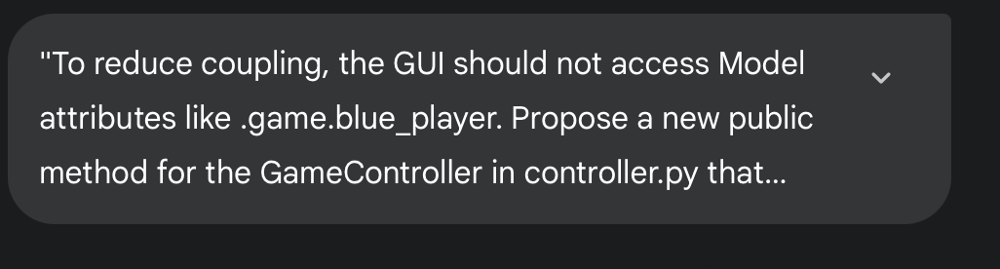 "To reduce coupling, the GUI should not access Model
attributes like .game.blue_player. Propose a new public
method for the GameController in controller.py that...